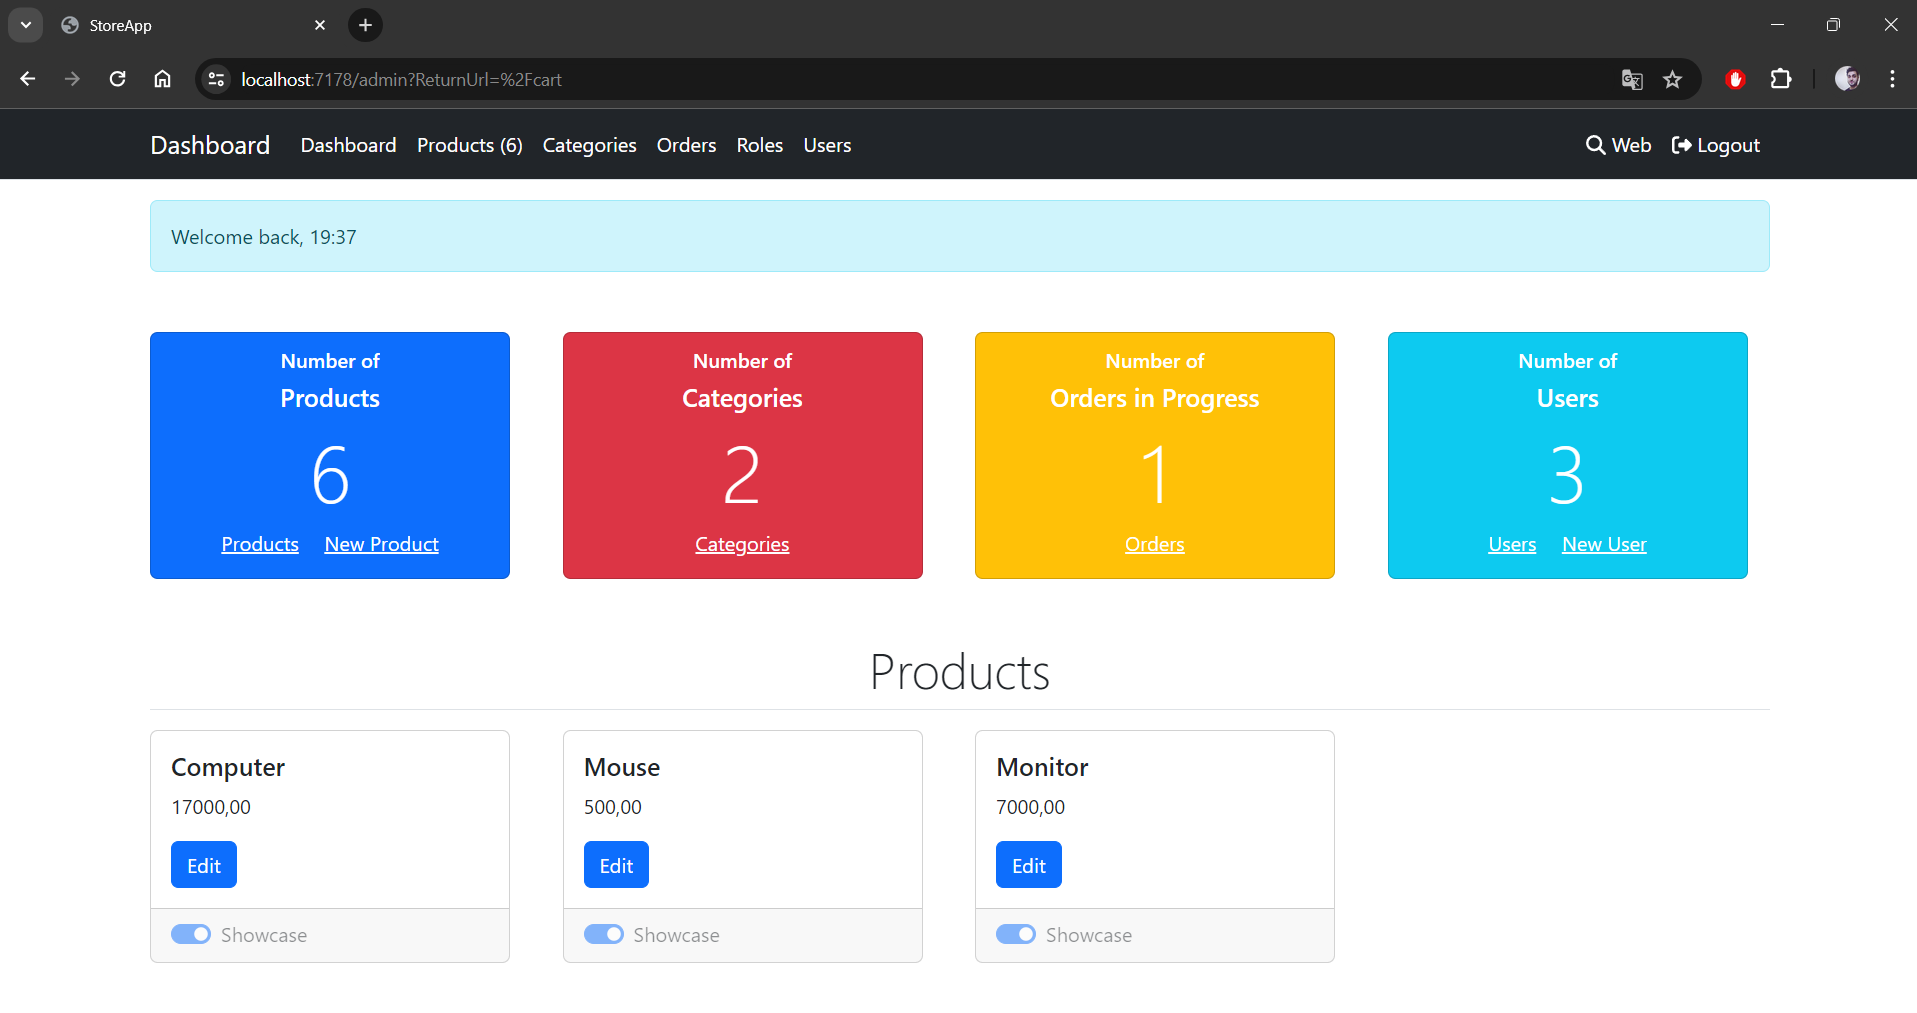 StoreApp
localhost:7178/admin?ReturnUrl=%2Fcart
Dashboard Dashboard Products (6) Categories Orders Roles Users Web Logout
Welcome back, 19:37
Number of
Products
6
Products New Product
Number of
Categories
2
Categories
Number of
Orders in Progress
1
Orders
Number of
Users
3
Users New User
Products
Computer
17000,00
Edit
Showcase
Mouse
500,00
Edit
Showcase
Monitor
7000,00
Edit
Showcase